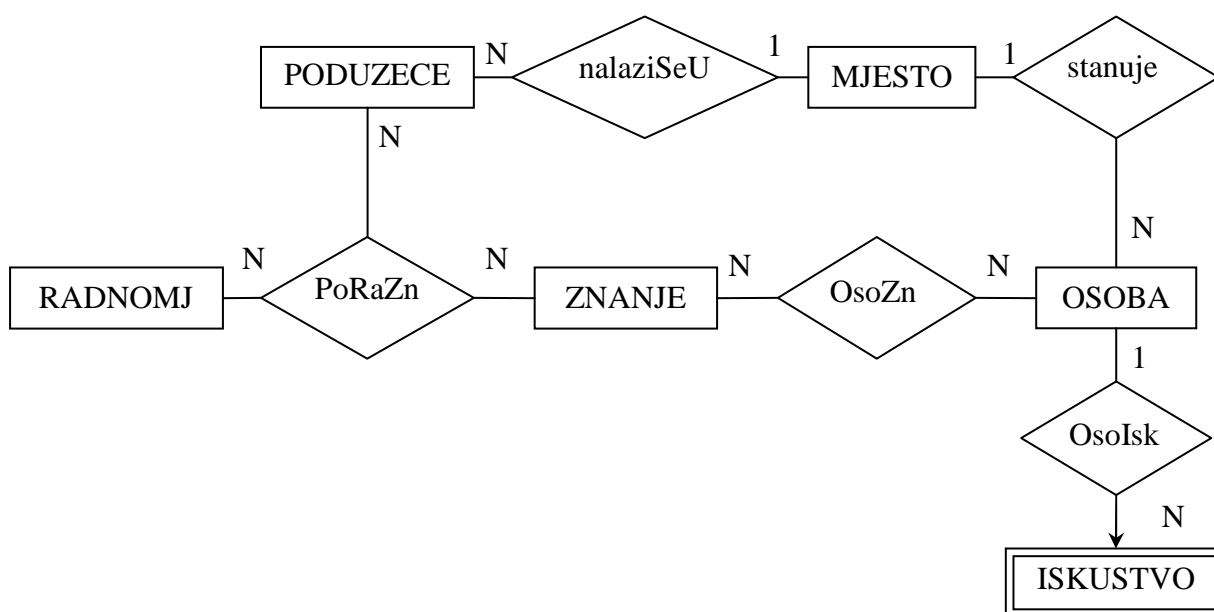 PODUZECE N nalaziSeU 1 MJESTO 1 stanuje
N
N
RADNOMJ N PoRaZn N ZNANJE N OsoZn N OSOBA
1
OsoIsk
N
ISKUSTVO